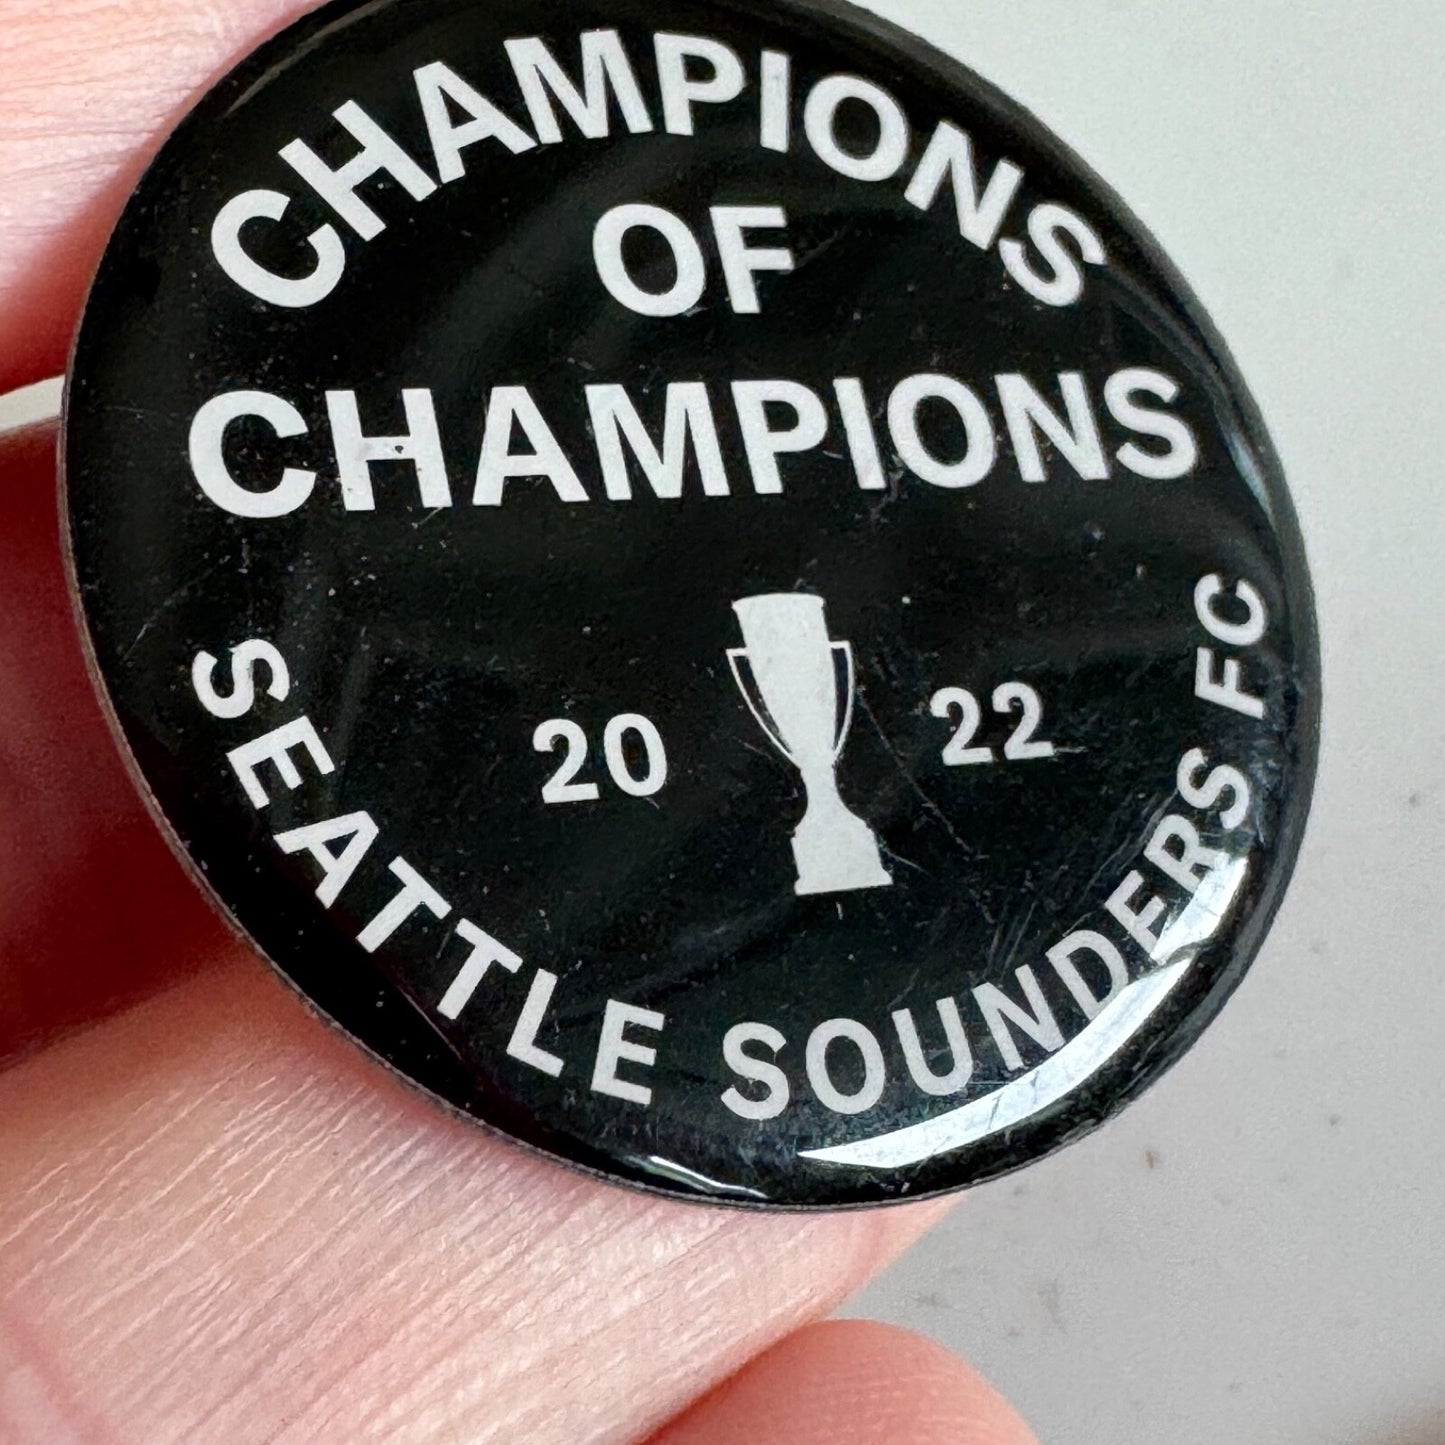 CHAMPIONS
OF
CHAMPIONS
20 22
SEATTLE SOUNDERS FC